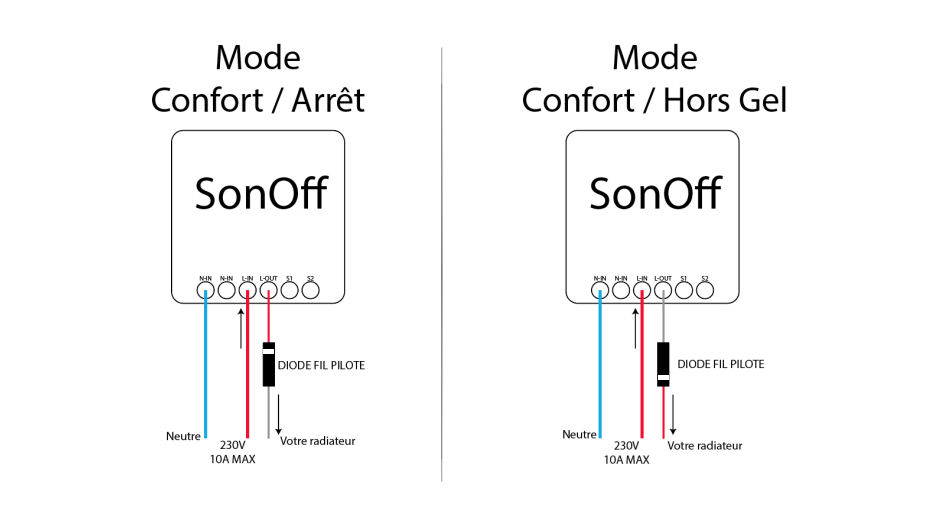 Mode
Confort / Arrêt
SonOff
N-IN N-IN L-IN L-OUT S1 S2
DIODE FIL PILOTE
Neutre
230V
10A MAX
Votre radiateur
Mode
Confort / Hors Gel
SonOff
N-IN N-IN L-IN L-OUT S1 S2
DIODE FIL PILOTE
Neutre
230V
10A MAX
Votre radiateur